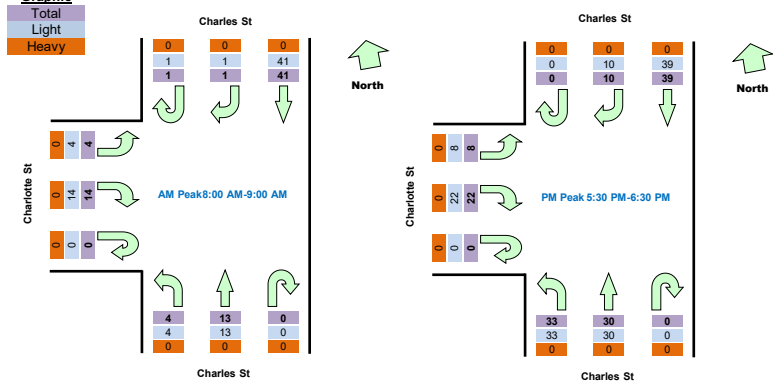 Graphic
Total
Light
Heavy
Charles St
0 0 0
1 1 41
1 1 41
North
Charlotte St
0 4 4
0 14 14
0 0 0
AM Peak8:00 AM-9:00 AM
4 13 0
4 13 0
0 0 0
Charles St
Charles St
0 0 0
0 10 39
0 10 39
North
Charlotte St
0 8 8
0 22 22
0 0 0
PM Peak 5:30 PM-6:30 PM
33 30 0
33 30 0
0 0 0
Charles St